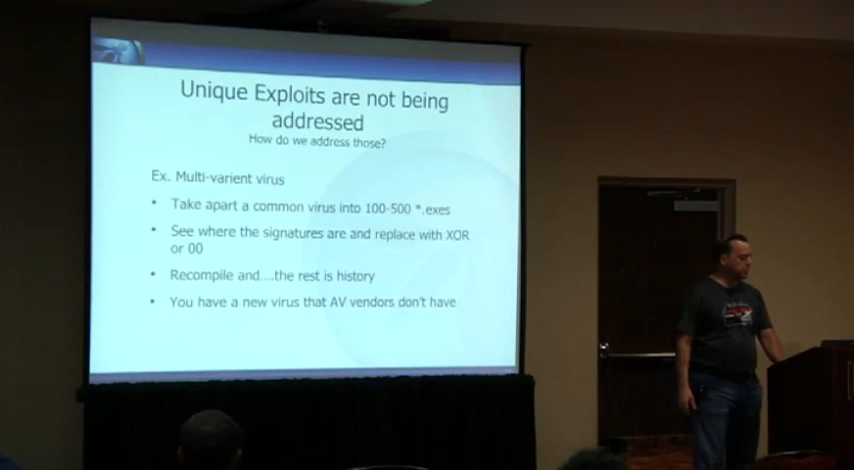 Unique Exploits are not being
addressed
How do we address those?
Ex. Multi-varient virus
• Take apart a common virus into 100-500 *.exes
• See where the signatures are and replace with XOR
or 00
• Recompile and....the rest is history
• You have a new virus that AV vendors don't have